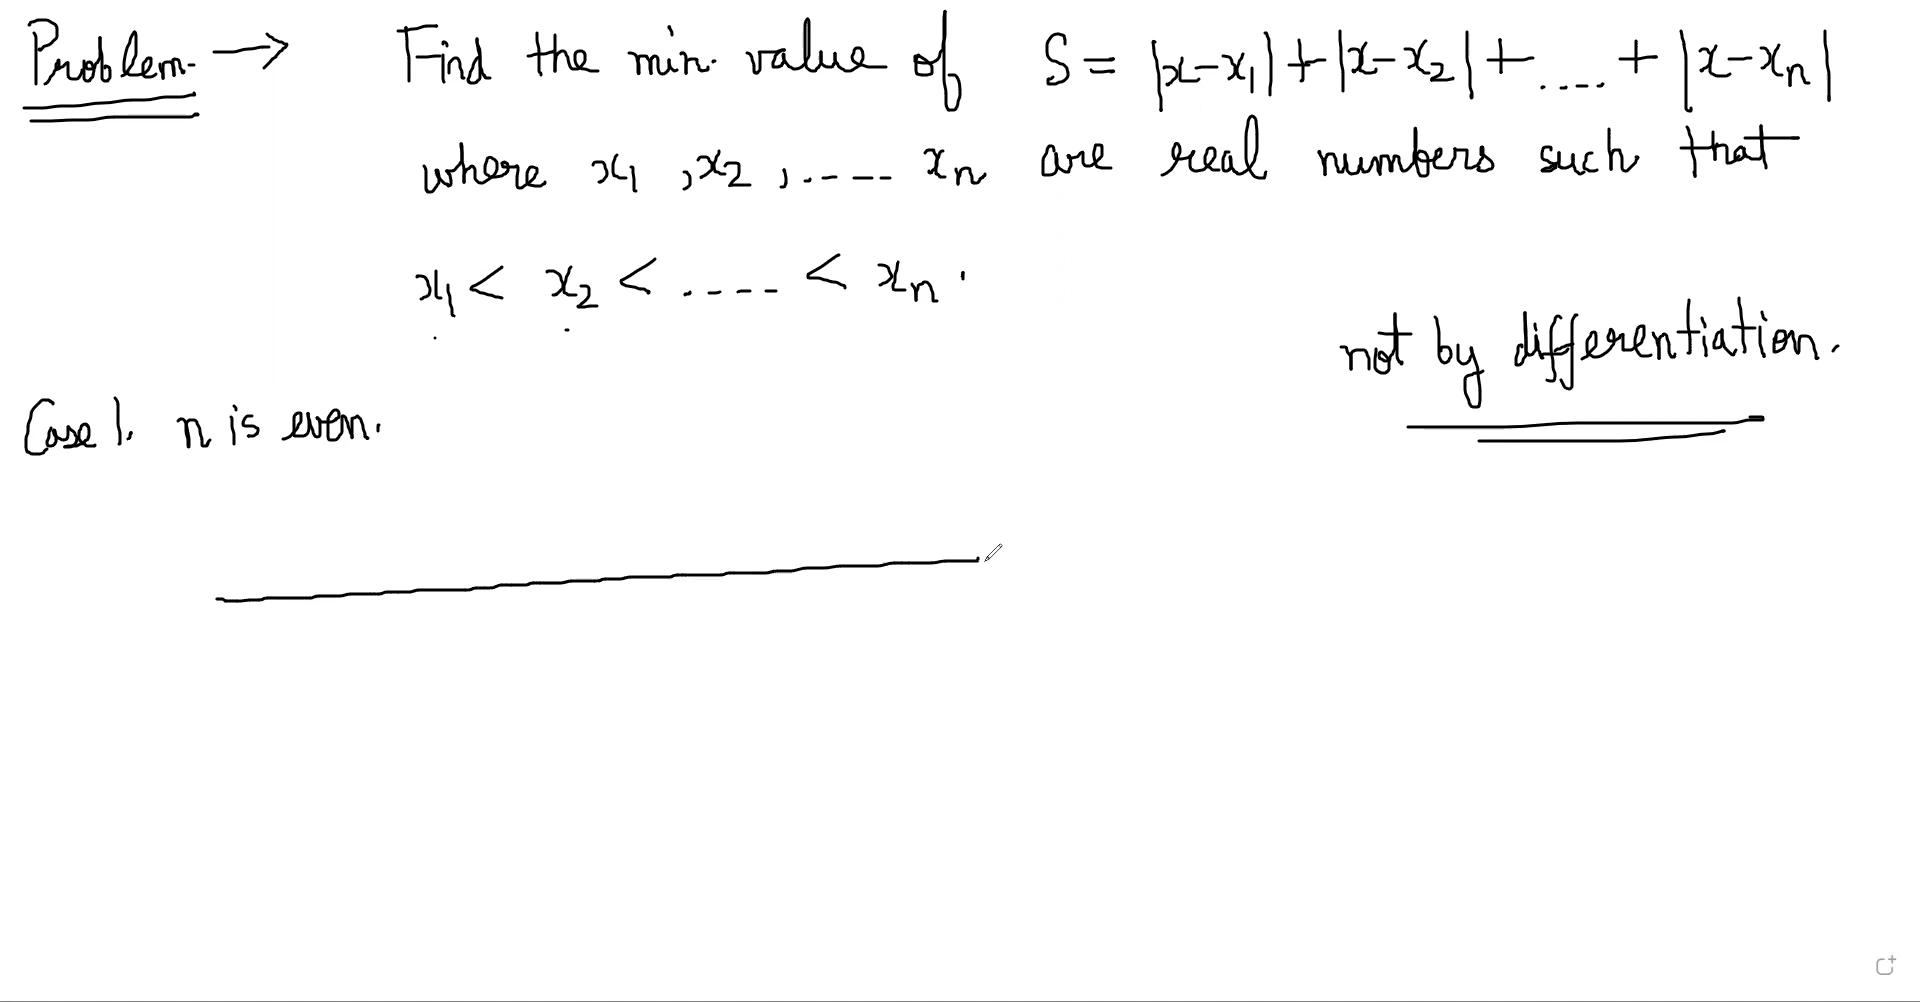 Problem. → Find the min. value of S = |x-x₁| + |x-x₂| + .... + |x-xₙ|
where x₁, x₂, ..... xₙ are real numbers such that
x₁ < x₂ < ..... < xₙ.
not by differentiation.
Case 1. n is even.